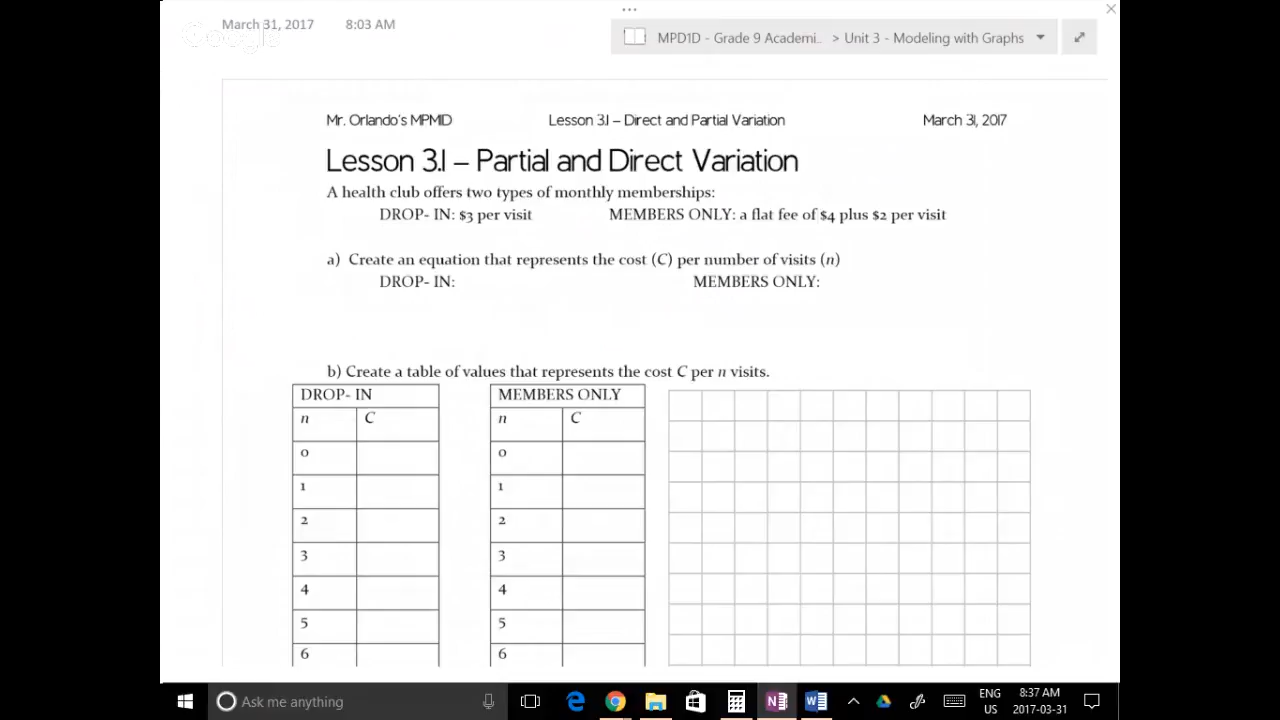 March 31, 2017 8:03 AM
Google
MPD1D - Grade 9 Academi... > Unit 3 - Modeling with Graphs
Mr. Orlando's MPM1D Lesson 3.1 – Direct and Partial Variation March 31, 2017
Lesson 3.1 – Partial and Direct Variation
A health club offers two types of monthly memberships:
DROP- IN: $3 per visit MEMBERS ONLY: a flat fee of $4 plus $2 per visit
a) Create an equation that represents the cost (C) per number of visits (n)
DROP- IN: MEMBERS ONLY:
b) Create a table of values that represents the cost C per n visits.
DROP- IN MEMBERS ONLY
n C n C
0 0
1 1
2 2
3 3
4 4
5 5
6 6
Ask me anything
ENG 8:37 AM
US 2017-03-31